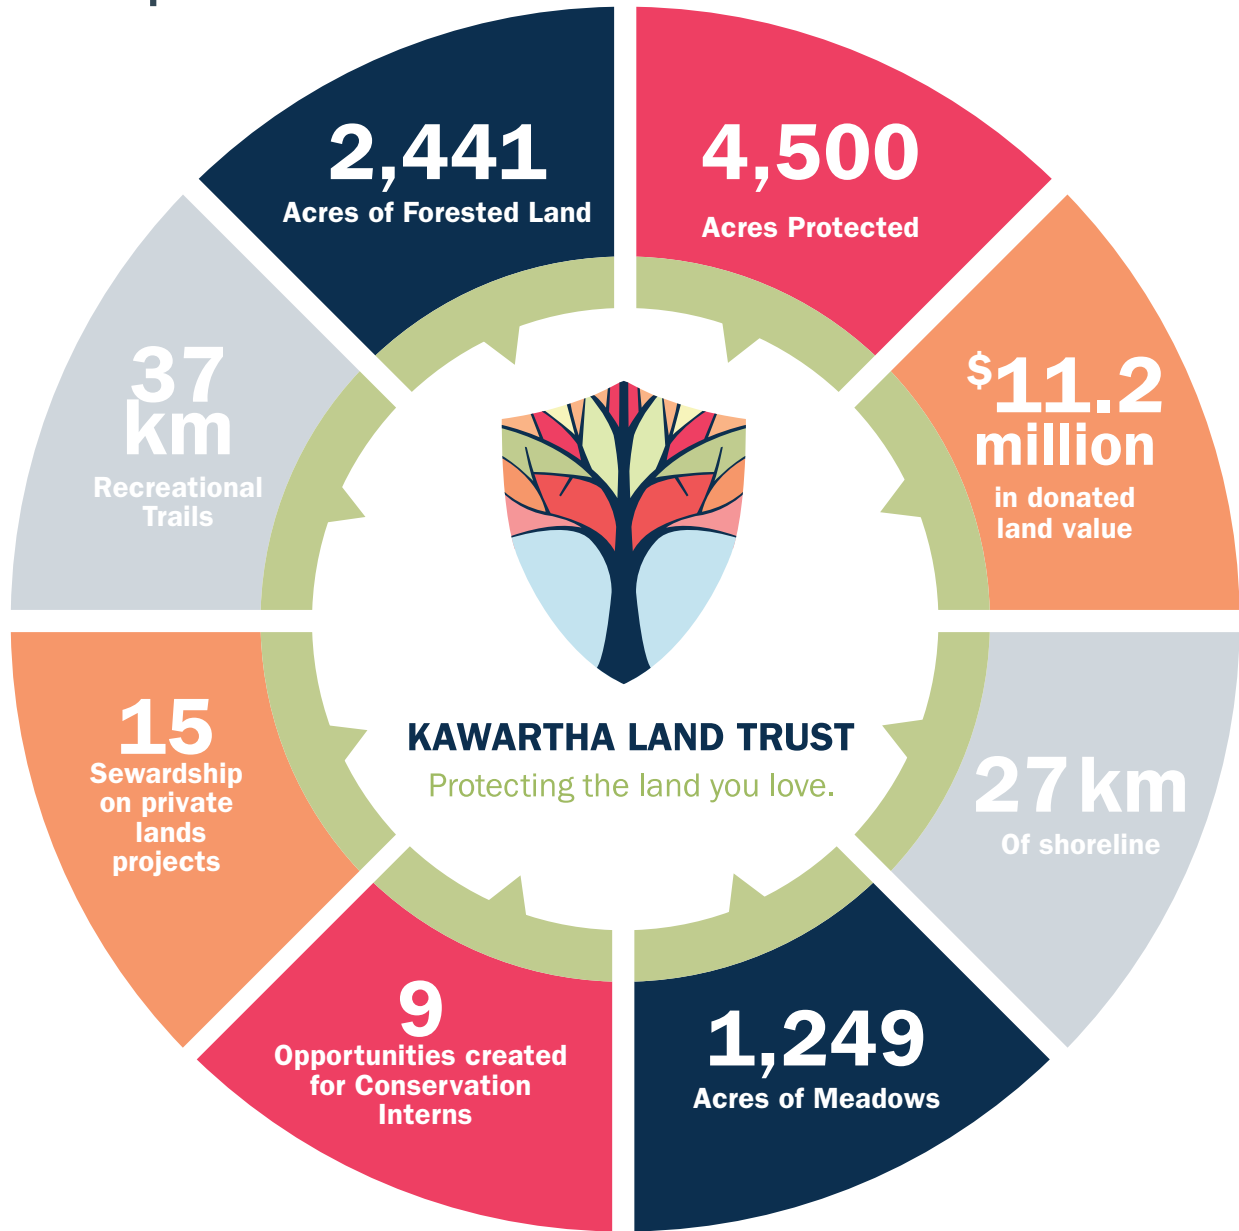 2,441
Acres of Forested Land
4,500
Acres Protected
$11.2
million
in donated
land value
27 km
Of shoreline
1,249
Acres of Meadows
9
Opportunities created
for Conservation
Interns
15
Sewardship
on private
lands
projects
37
km
Recreational
Trails
KAWARTHA LAND TRUST
Protecting the land you love.